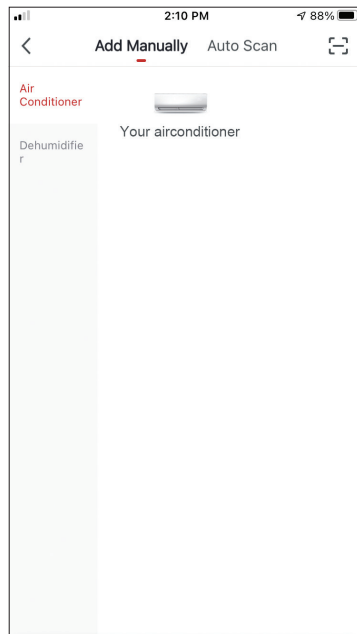 2:10 PM
88%
Add Manually Auto Scan
Air
Conditioner
Your airconditioner
Dehumidifie
r